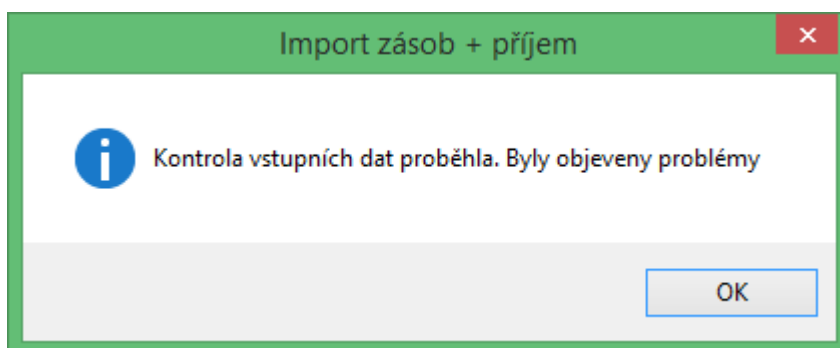 Import zásob + příjem
Kontrola vstupních dat proběhla. Byly objeveny problémy
OK